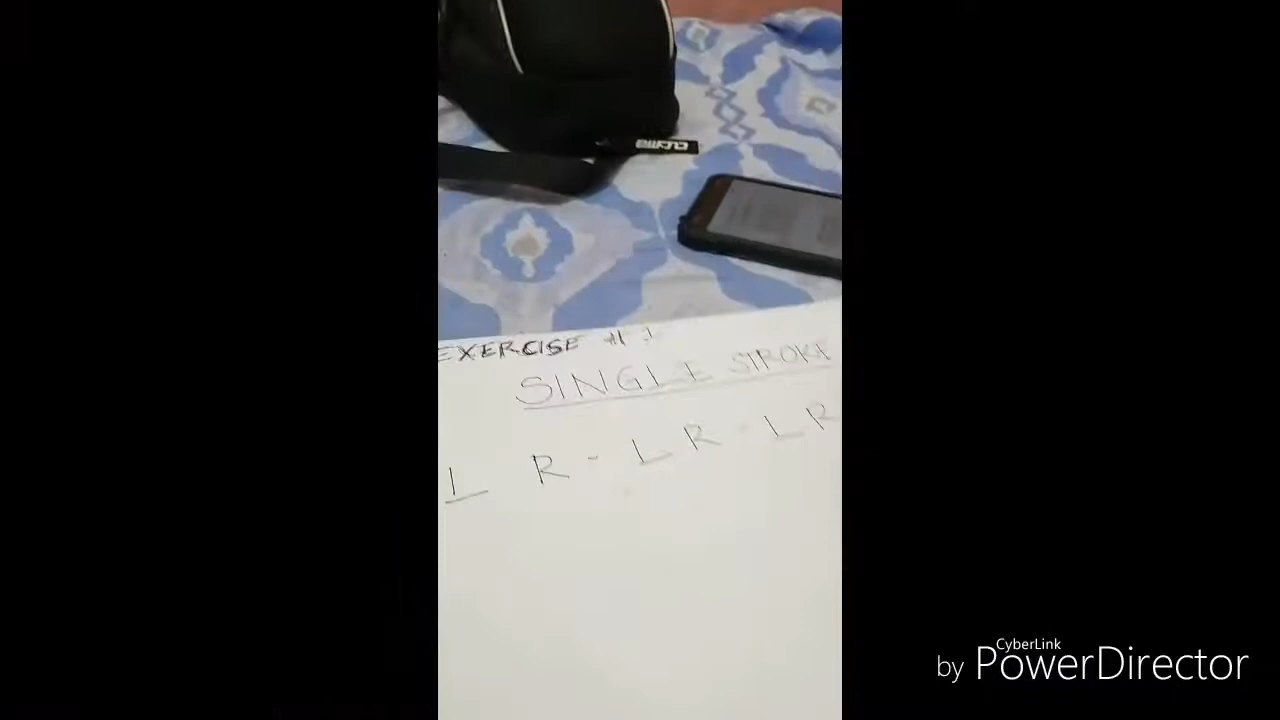 EXERCISE # 1
SINGLE STROKE
L R - L R - L R
CyberLink
by PowerDirector